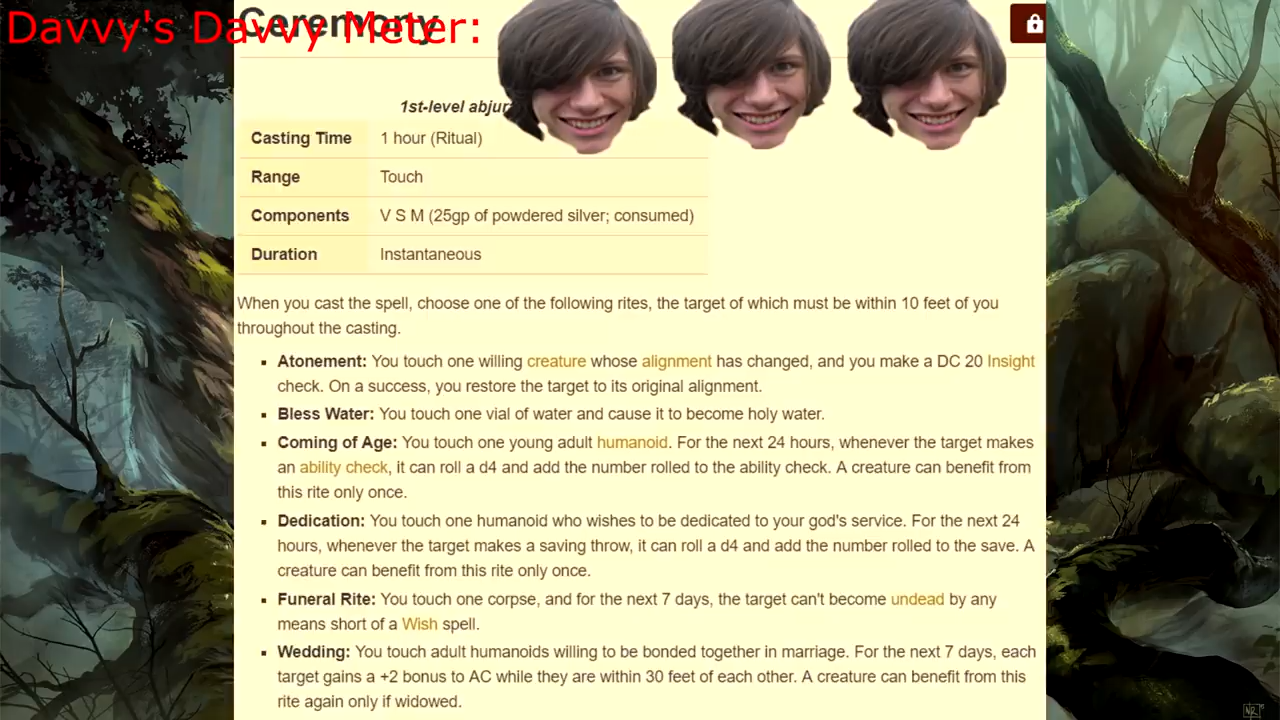 Davvy's Davvy Meter:
Ceremony
1st-level abjur
Casting Time 1 hour (Ritual)
Range Touch
Components V S M (25gp of powdered silver; consumed)
Duration Instantaneous
When you cast the spell, choose one of the following rites, the target of which must be within 10 feet of you
throughout the casting.
▪ Atonement: You touch one willing creature whose alignment has changed, and you make a DC 20 Insight
check. On a success, you restore the target to its original alignment.
▪ Bless Water: You touch one vial of water and cause it to become holy water.
▪ Coming of Age: You touch one young adult humanoid. For the next 24 hours, whenever the target makes
an ability check, it can roll a d4 and add the number rolled to the ability check. A creature can benefit from
this rite only once.
▪ Dedication: You touch one humanoid who wishes to be dedicated to your god's service. For the next 24
hours, whenever the target makes a saving throw, it can roll a d4 and add the number rolled to the save. A
creature can benefit from this rite only once.
▪ Funeral Rite: You touch one corpse, and for the next 7 days, the target can't become undead by any
means short of a Wish spell.
▪ Wedding: You touch adult humanoids willing to be bonded together in marriage. For the next 7 days, each
target gains a +2 bonus to AC while they are within 30 feet of each other. A creature can benefit from this
rite again only if widowed.